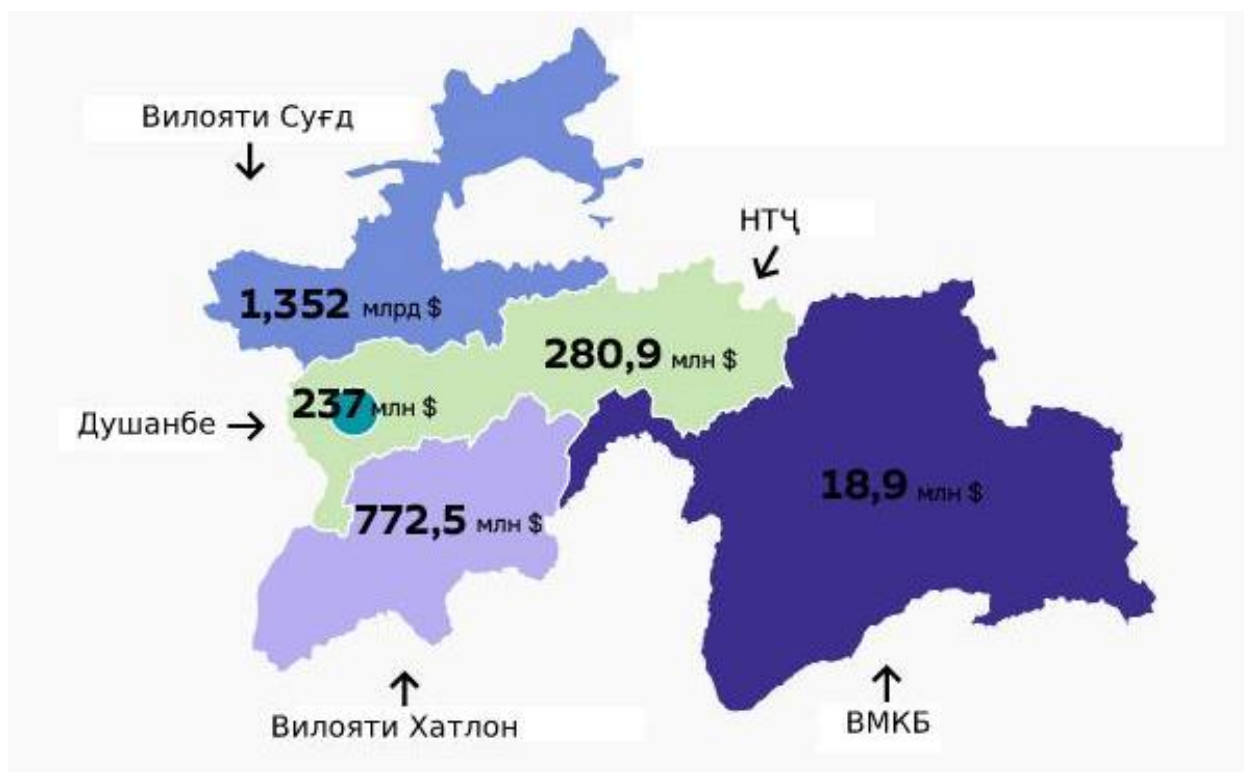 Вилояти Суғд
↓
НТҶ
↙
1,352 млрд $
280,9 млн $
237 млн $
Душанбе →
18,9 млн $
772,5 млн $
↑
Вилояти Хатлон
↑
ВМКБ